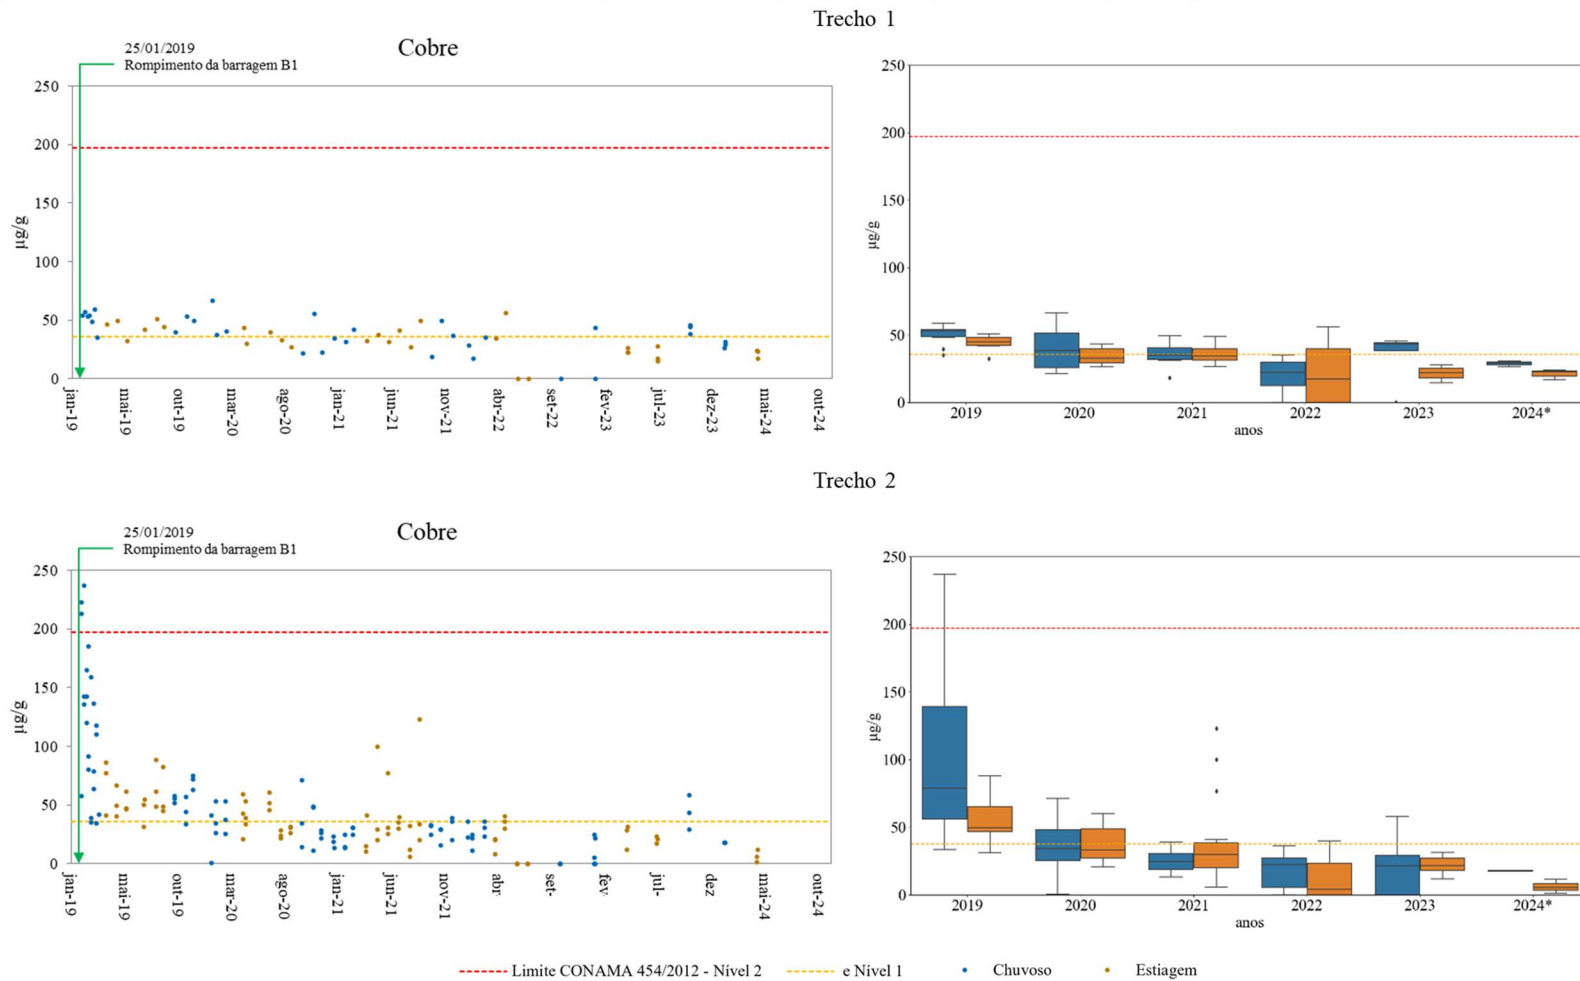 Trecho 1
25/01/2019
Rompimento da barragem B1
Cobre
250
200
150
100
50
0
µg/g
jan-19
mai-19
out-19
mar-20
ago-20
jan-21
jun-21
nov-21
abr-22
set-22
fev-23
jul-23
dez-23
mai-24
out-24
250
200
150
100
50
0
µg/g
2019 2020 2021 2022 2023 2024*
anos
Trecho 2
25/01/2019
Rompimento da barragem B1
Cobre
250
200
150
100
50
0
µg/g
jan-19
mai-19
out-19
mar-20
ago-20
jan-21
jun-21
nov-21
abr
set-
fev
jul-
dez
mai-24
out-24
250
200
150
100
50
0
µg/g
2019 2020 2021 2022 2023 2024*
anos
Limite CONAMA 454/2012 - Nível 2 e Nível 1 Chuvoso Estiagem